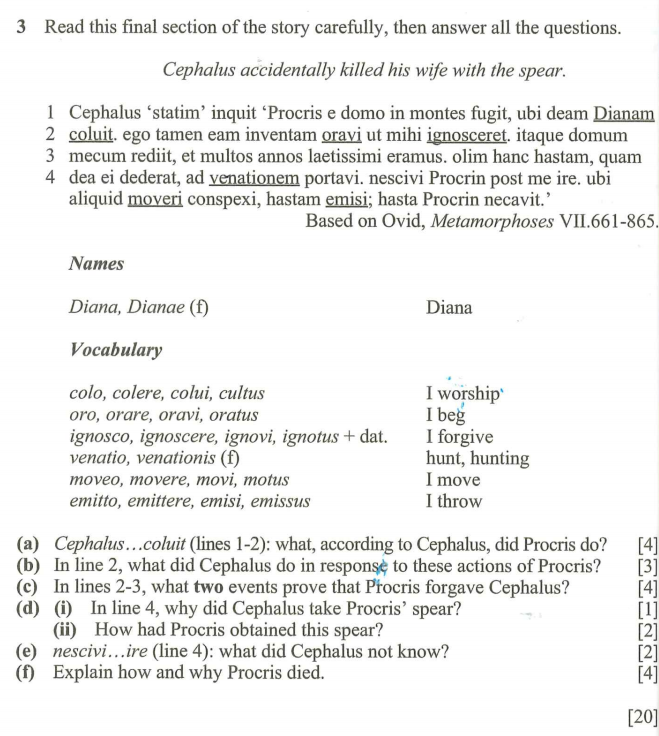 3 Read this final section of the story carefully, then answer all the questions.
Cephalus accidentally killed his wife with the spear.
1 Cephalus ‘statim’ inquit ‘Procris e domo in montes fugit, ubi deam Dianam
2 coluit. ego tamen eam inventam oravi ut mihi ignosceret. itaque domum
3 mecum rediit, et multos annos laetissimi eramus. olim hanc hastam, quam
4 dea ei dederat, ad venationem portavi. nescivi Procrin post me ire. ubi
aliquid moveri conspexi, hastam emisi; hasta Procrin necavit.’
Based on Ovid, Metamorphoses VII.661-865.
Names
Diana, Dianae (f) Diana
Vocabulary
colo, colere, colui, cultus I worship
oro, orare, oravi, oratus I beg
ignosco, ignoscere, ignovi, ignotus + dat. I forgive
venatio, venationis (f) hunt, hunting
moveo, movere, movi, motus I move
emitto, emittere, emisi, emissus I throw
(a) Cephalus…coluit (lines 1-2): what, according to Cephalus, did Procris do? [4]
(b) In line 2, what did Cephalus do in response to these actions of Procris? [3]
(c) In lines 2-3, what two events prove that Procris forgave Cephalus? [4]
(d) (i) In line 4, why did Cephalus take Procris’ spear? [1]
(ii) How had Procris obtained this spear? [2]
(e) nescivi…ire (line 4): what did Cephalus not know? [2]
(f) Explain how and why Procris died. [4]
[20]